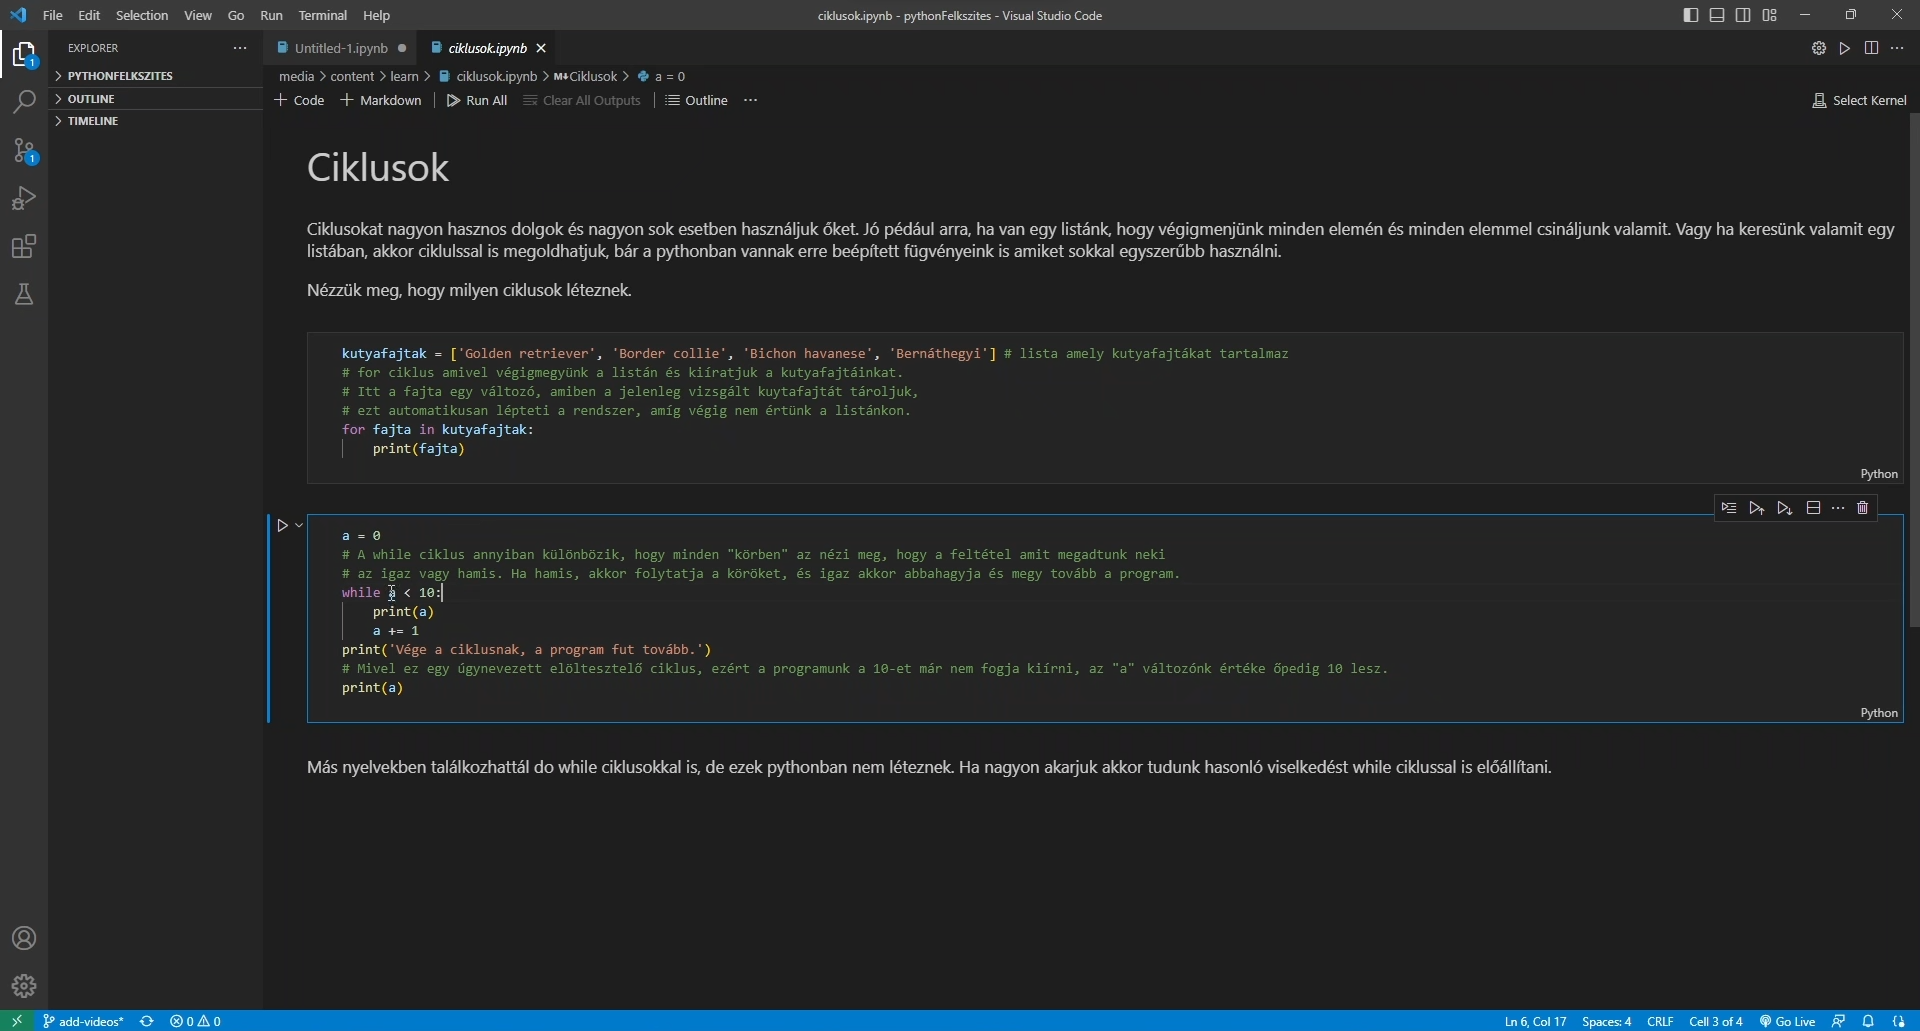 File Edit Selection View Go Run Terminal Help
ciklusok.ipynb - pythonFelkszites - Visual Studio Code
EXPLORER
Untitled-1.ipynb
ciklusok.ipynb
PYTHONFELKSZITES
OUTLINE
TIMELINE
media > content > learn > ciklusok.ipynb > M↓Ciklusok > a = 0
+ Code + Markdown | Run All Clear All Outputs | Outline ...
Select Kernel
Ciklusok
Ciklusokat nagyon hasznos dolgok és nagyon sok esetben használjuk őket. Jó pédául arra, ha van egy listánk, hogy végigmenjünk minden elemén és minden elemmel csináljunk valamit. Vagy ha keresünk valamit egy
listában, akkor ciklulssal is megoldhatjuk, bár a pythonban vannak erre beépített fügvényeink is amiket sokkal egyszerűbb használni.
Nézzük meg, hogy milyen ciklusok léteznek.
kutyafajtak = ['Golden retriever', 'Border collie', 'Bichon havanese', 'Bernáthegyi'] # lista amely kutyafajtákat tartalmaz
# for ciklus amivel végigmegyünk a listán és kiíratjuk a kutyafajtáinkat.
# Itt a fajta egy változó, amiben a jelenleg vizsgált kuytafajtát tároljuk,
# ezt automatikusan lépteti a rendszer, amíg végig nem értünk a listánkon.
for fajta in kutyafajtak:
print(fajta)
Python
a = 0
# A while ciklus annyiban különbözik, hogy minden "körben" az nézi meg, hogy a feltétel amit megadtunk neki
# az igaz vagy hamis. Ha hamis, akkor folytatja a köröket, és igaz akkor abbahagyja és megy tovább a program.
while a < 10:
print(a)
a += 1
print('Vége a ciklusnak, a program fut tovább.')
# Mivel ez egy úgynevezett elöltesztelő ciklus, ezért a programunk a 10-et már nem fogja kiírni, az "a" változónk értéke őpedig 10 lesz.
print(a)
Python
Más nyelvekben találkozhattál do while ciklusokkal is, de ezek pythonban nem léteznek. Ha nagyon akarjuk akkor tudunk hasonló viselkedést while ciklussal is előállítani.
add-videos* 0 0
Ln 6, Col 17 Spaces: 4 CRLF Cell 3 of 4 Go Live